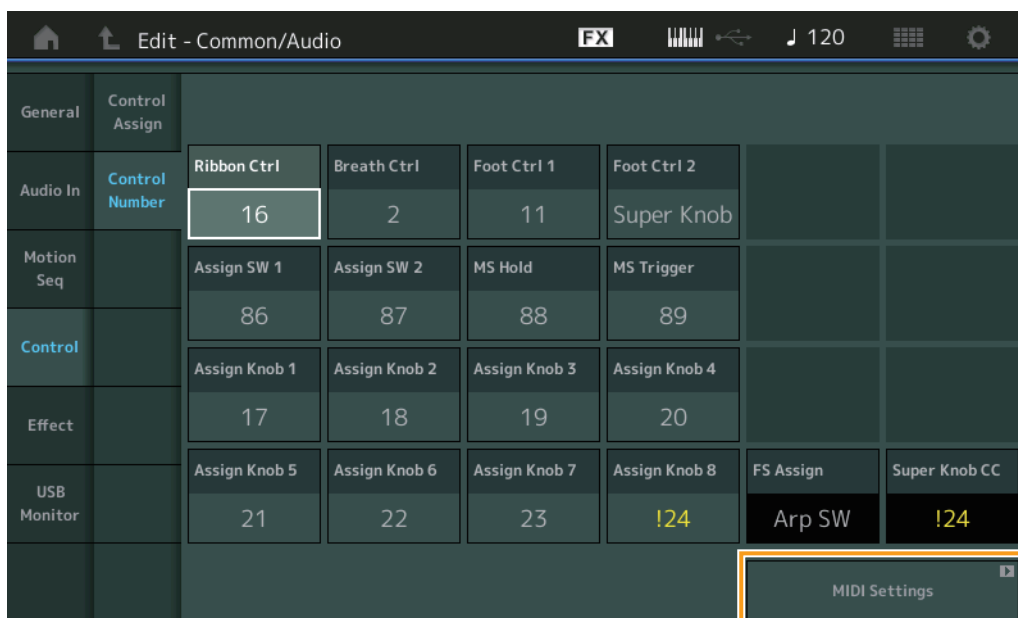 Edit - Common/Audio FX ♩ 120
General
Audio In
Motion
Seq
Control
Effect
USB
Monitor
Control
Assign
Control
Number
Ribbon Ctrl Breath Ctrl Foot Ctrl 1 Foot Ctrl 2
16 2 11 Super Knob
Assign SW 1 Assign SW 2 MS Hold MS Trigger
86 87 88 89
Assign Knob 1 Assign Knob 2 Assign Knob 3 Assign Knob 4
17 18 19 20
Assign Knob 5 Assign Knob 6 Assign Knob 7 Assign Knob 8 FS Assign Super Knob CC
21 22 23 !24 Arp SW !24
MIDI Settings